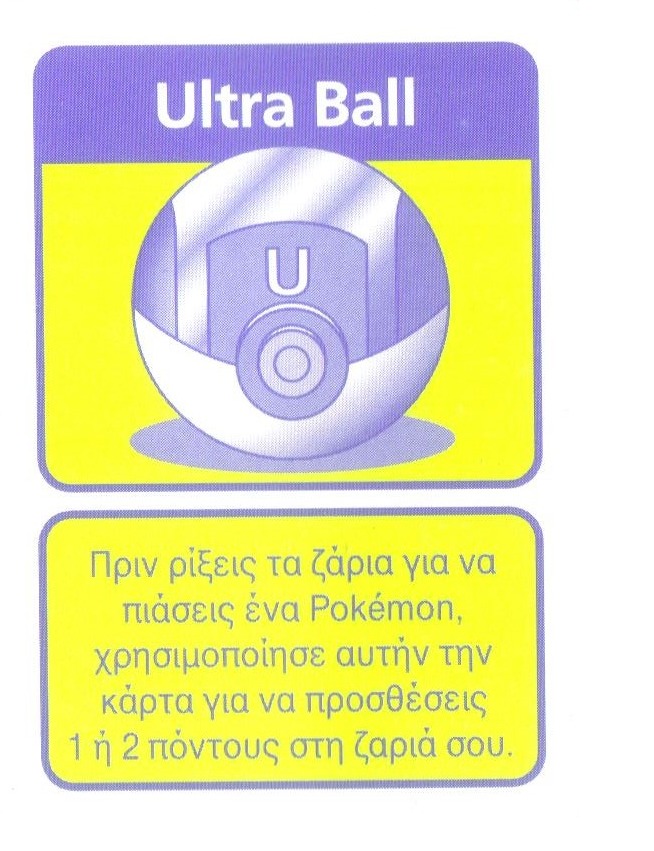 Ultra Ball
U
Πριν ρίξεις τα ζάρια για να
πιάσεις ένα Pokémon,
χρησιμοποίησε αυτήν την
κάρτα για να προσθέσεις
1 ή 2 πόντους στη ζαριά σου.